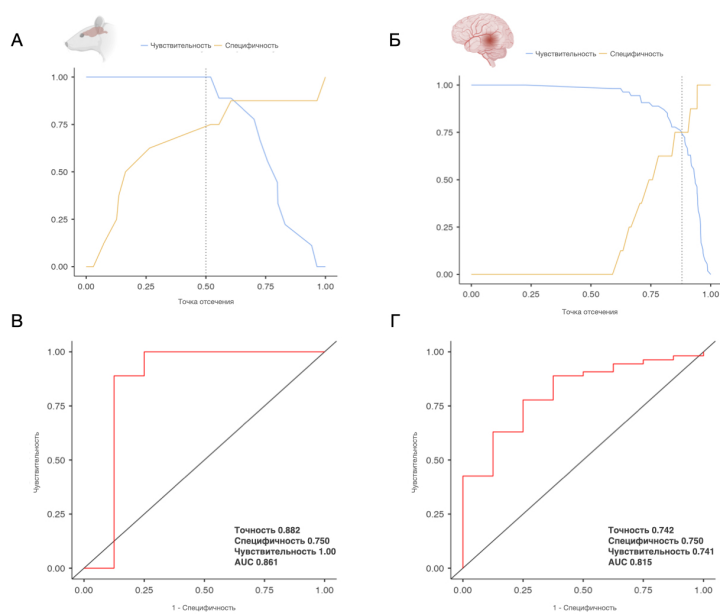 А
Чувствительность Специфичность
1.00
0.75
0.50
0.25
0.00
0.00 0.25 0.50 0.75 1.00
Точка отсечения
Б
Чувствительность Специфичность
1.00
0.75
0.50
0.25
0.00
0.00 0.25 0.50 0.75 1.00
Точка отсечения
В
Чувствительность
1.00
0.75
0.50
0.25
0.00
Точность 0.882
Специфичность 0.750
Чувствительность 1.00
AUC 0.861
0.00 0.25 0.50 0.75 1.00
1 - Специфичность
Г
Чувствительность
1.00
0.75
0.50
0.25
0.00
Точность 0.742
Специфичность 0.750
Чувствительность 0.741
AUC 0.815
0.00 0.25 0.50 0.75 1.00
1 - Специфичность